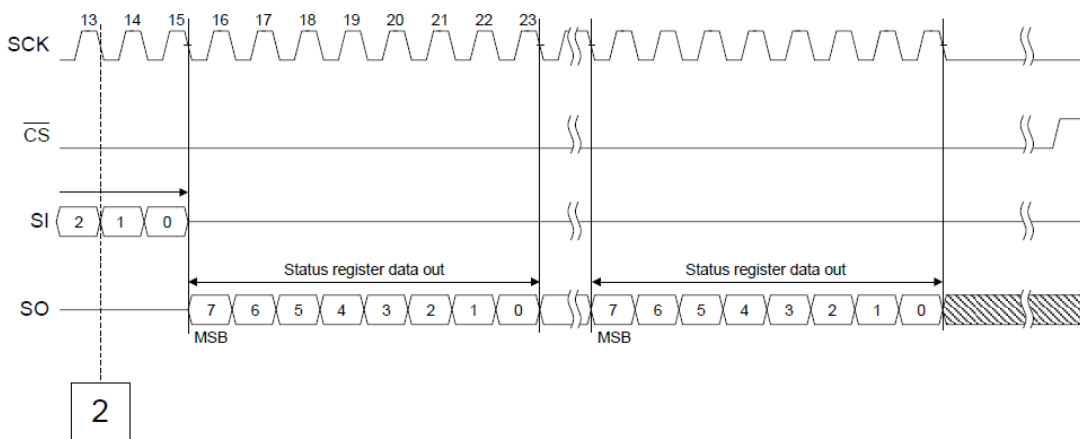 13 14 15 16 17 18 19 20 21 22 23
SCK
CS
SI 2 1 0
Status register data out Status register data out
SO 7 6 5 4 3 2 1 0 7 6 5 4 3 2 1 0
MSB MSB
2